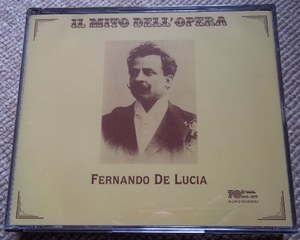 IL MITO DELL'OPERA
FERNANDO DE LUCIA